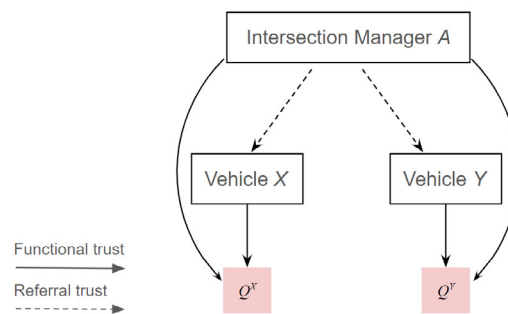 Intersection Manager A
Vehicle X
Vehicle Y
Functional trust
Referral trust
Q^X
Q^Y